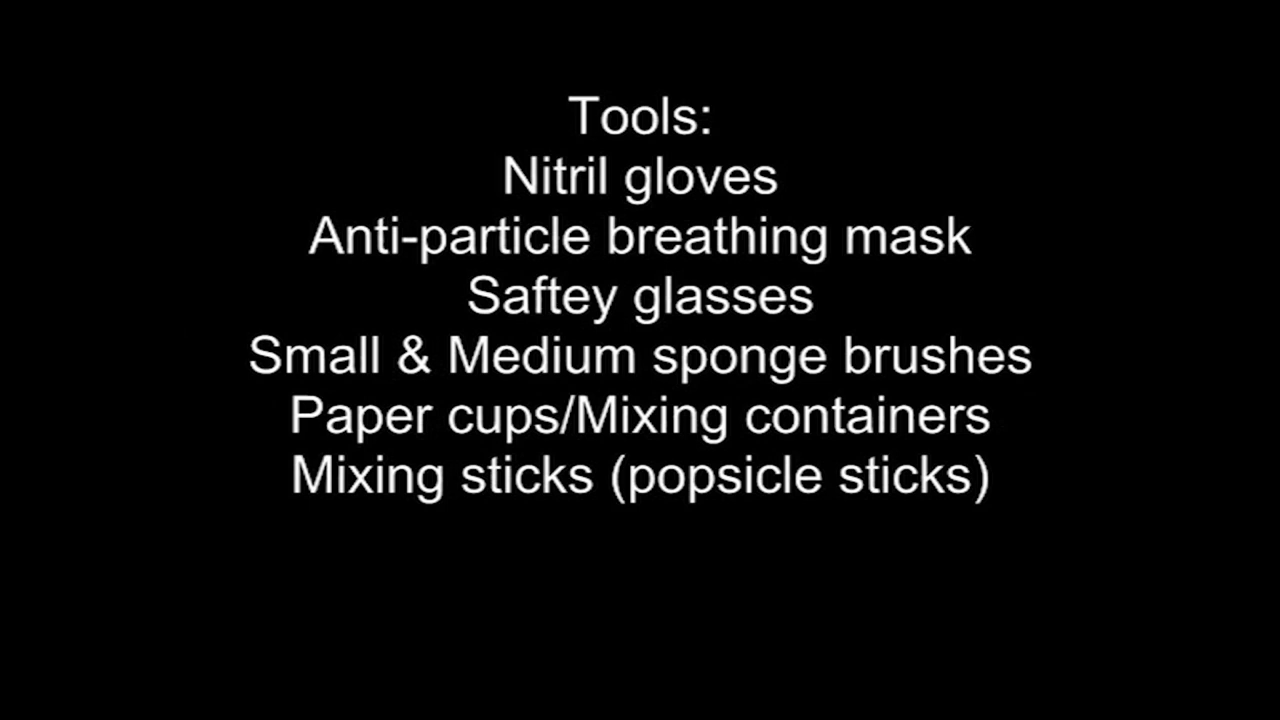 Tools:
Nitril gloves
Anti-particle breathing mask
Saftey glasses
Small & Medium sponge brushes
Paper cups/Mixing containers
Mixing sticks (popsicle sticks)